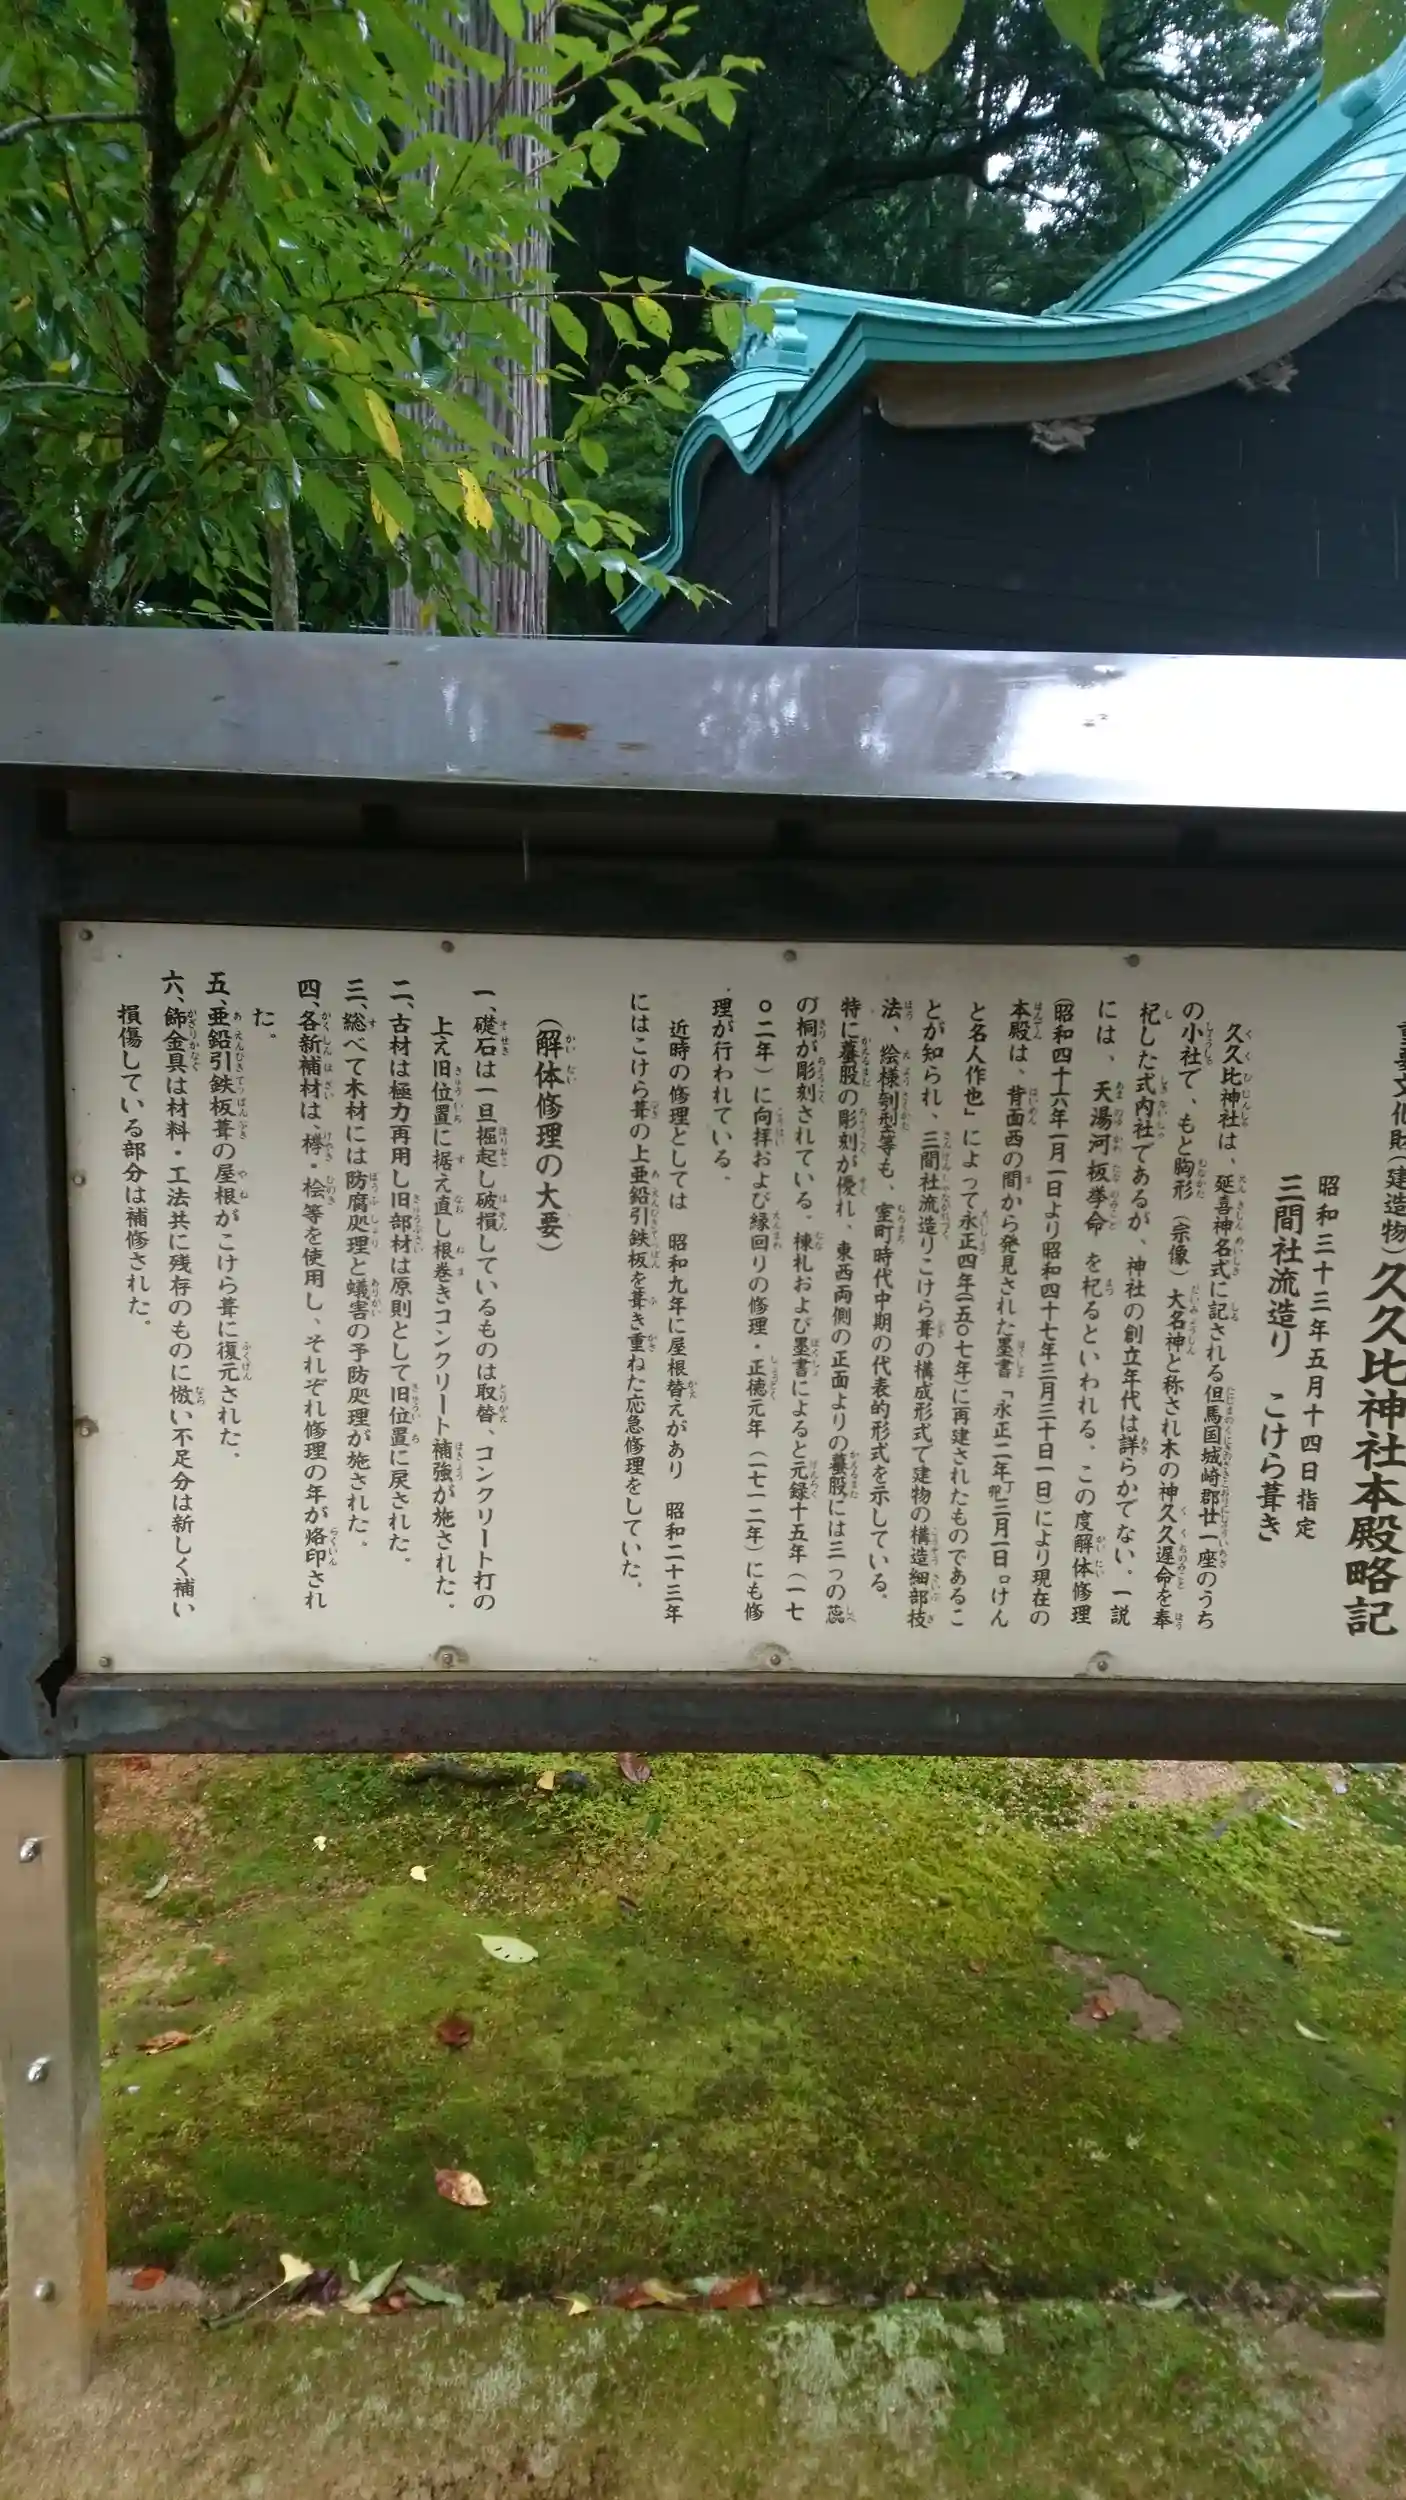 重要文化財(建造物)久久比神社本殿略記
昭和三十三年五月十四日指定
三間社流造り こけら葺き
久久比神社は、延喜神名式に記される但馬国城崎郡廿一座のうち
の小社で、もと胸形(宗像)大名神と称され木の神久久遅命を奉
祀した式内社であるが、神社の創立年代は詳らかでない。一説
には、天湯河板挙命 を祀るといわれる。この度解体修理
(昭和四十六年一月一日より昭和四十七年三月三十日一日)により現在の
本殿は、背面西の間から発見された墨書「永正二年丁卯三月一日ロけん
と名人作也」によって永正四年(一五〇七年)に再建されたものであるこ
とが知られ、三間社流造りこけら葺の構成形式で建物の構造細部技
法、絵様刳型等も、室町時代中期の代表的形式を示している。
特に蟇股の彫刻が優れ、東西両側の正面よりの蟇股には三つの蕊
の桐が彫刻されている。棟札および墨書によると元録十五年(一七
〇二年)に向拝および縁回りの修理・正徳元年(一七一二年)にも修
理が行われている。
近時の修理としては 昭和九年に屋根替えがあり 昭和二十三年
にはこけら葺の上亜鉛引鉄板を葺き重ねた応急修理をしていた。
(解体修理の大要)
一、礎石は一旦掘起し破損しているものは取替、コンクリート打の
上え旧位置に据え直し根巻きコンクリート補強が施された。
二、古材は極力再用し旧部材は原則として旧位置に戻された。
三、総べて木材には防腐処理と蟻害の予防処理が施された。
四、各新補材は、欅・桧等を使用し、それぞれ修理の年が烙印され
た。
五、亜鉛引鉄板葺の屋根がこけら葺に復元された。
六、飾金具は材料・工法共に残存のものに倣い不足分は新しく補い
損傷している部分は補修された。